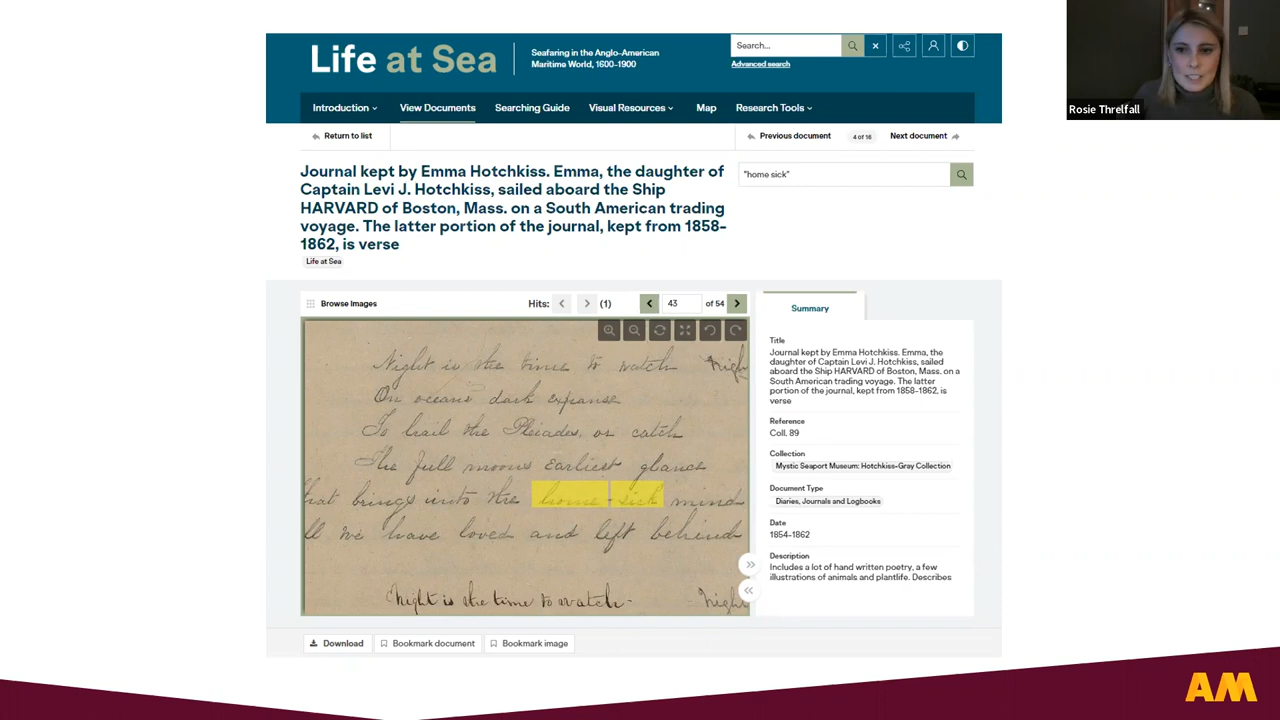 Life at Sea
Seafaring in the Anglo-American
Maritime World, 1600-1900
Search...
Advanced search
Introduction
View Documents
Searching Guide
Visual Resources
Map
Research Tools
Return to list
Previous document
4 of 16
Next document
Journal kept by Emma Hotchkiss. Emma, the daughter of
Captain Levi J. Hotchkiss, sailed aboard the Ship
HARVARD of Boston, Mass. on a South American trading
voyage. The latter portion of the journal, kept from 1858-
1862, is verse
Life at Sea
"home sick"
Browse Images
Hits:
(1)
43
of 54
Night is the time to watch
Nigh
On oceans dark expanse
To hail the Pleiades, or catch
The full moons earliest glance
that brings into the home-sick mind
ll we have loved and left behind
Night is the time to watch-
Nigh
Summary
Title
Journal kept by Emma Hotchkiss. Emma, the
daughter of Captain Levi J. Hotchkiss, sailed
aboard the Ship HARVARD of Boston, Mass. on a
South American trading voyage. The latter
portion of the journal, kept from 1858-1862, is
verse
Reference
Coll. 89
Collection
Mystic Seaport Museum: Hotchkiss-Gray Collection
Document Type
Diaries, Journals and Logbooks
Date
1854-1862
Description
Includes a lot of hand written poetry, a few
illustrations of animals and plantlife. Describes
Download
Bookmark document
Bookmark image
Rosie Threlfall
AM